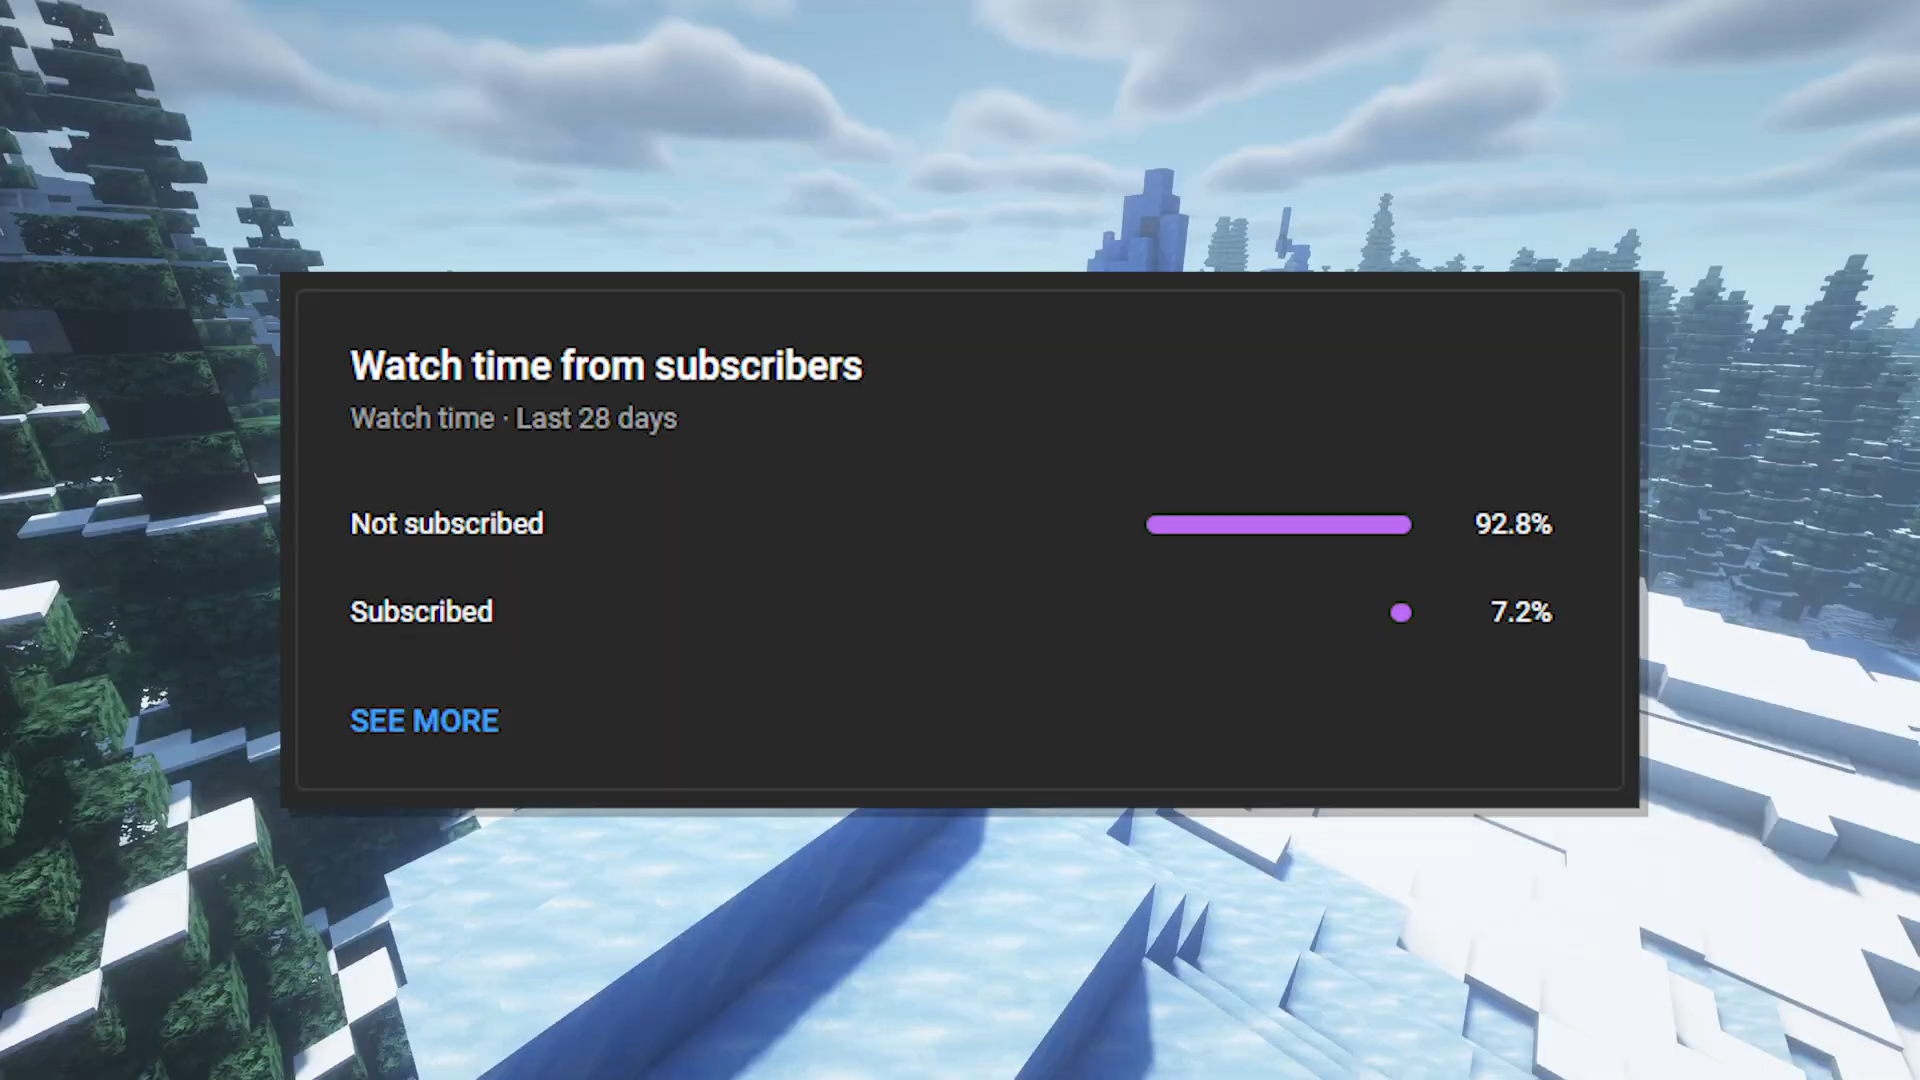 Watch time from subscribers
Watch time · Last 28 days
Not subscribed 92.8%
Subscribed 7.2%
SEE MORE